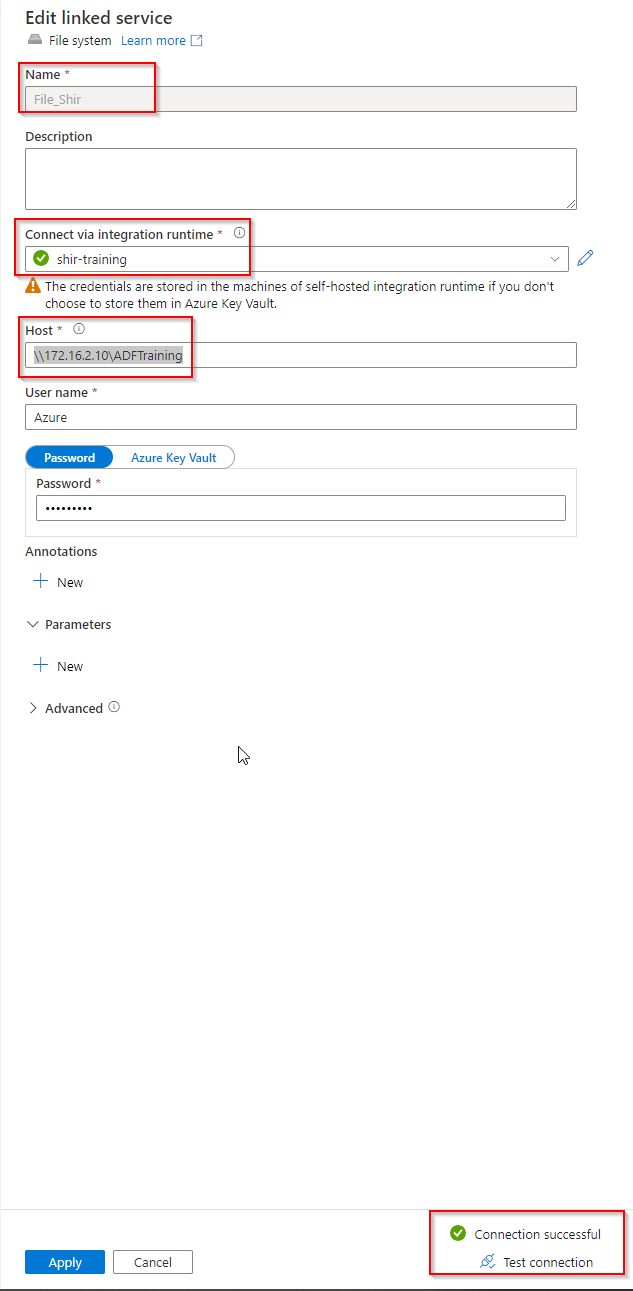 Edit linked service
File system Learn more
Name *
File_Shir
Description
Connect via integration runtime *
shir-training
The credentials are stored in the machines of self-hosted integration runtime if you don't
choose to store them in Azure Key Vault.
Host *
\\172.16.2.10\ADFTraining
User name *
Azure
Password Azure Key Vault
Password *
•••••••••
Annotations
New
Parameters
New
Advanced
Connection successful
Apply Cancel Test connection